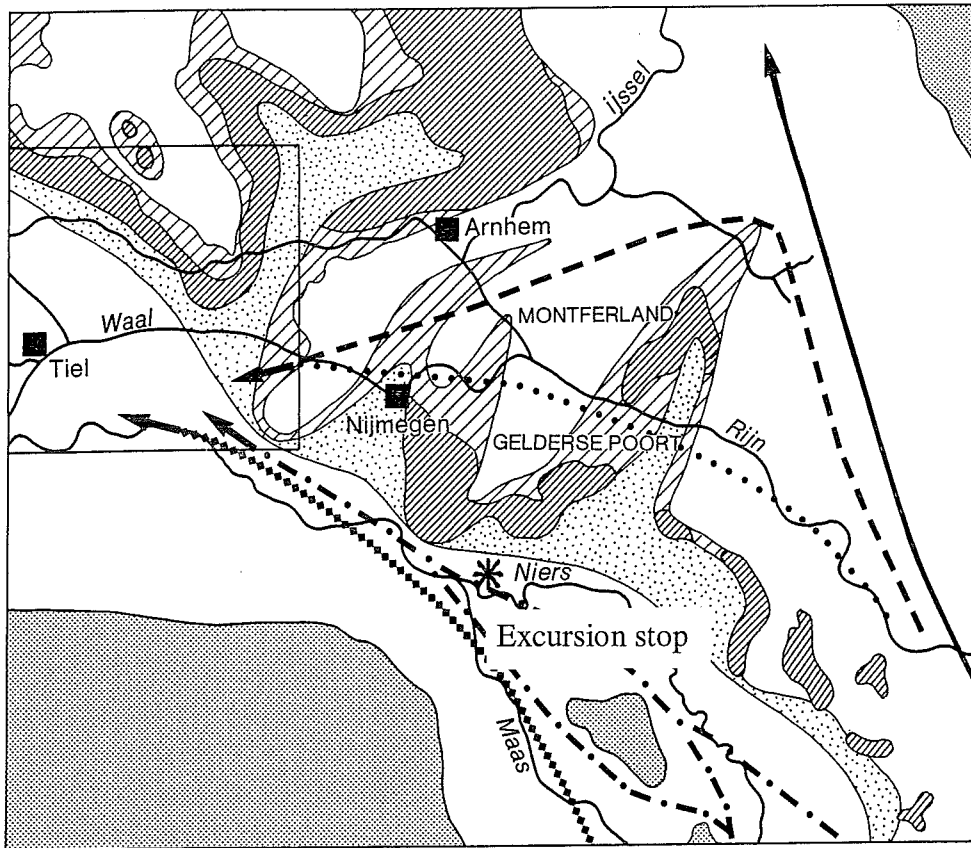 ijssel
Arnhem
MONTFERLAND
Waal
Tiel
Nijmegen
GELDERSE POORT
Rijn
Niers
Excursion stop
Maas